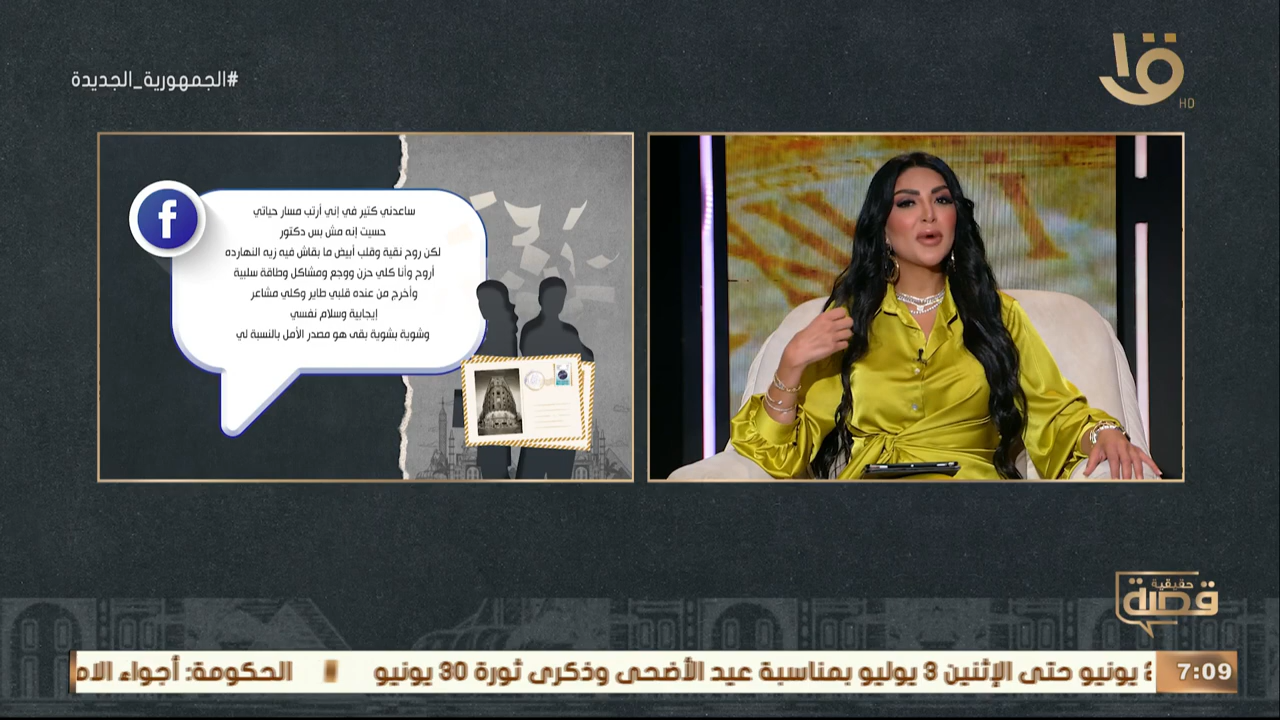 #الجمهورية_الجديدة
HD
ساعدني كتير في إني أرتب مسار حياتي
حسيت إنه مش بس دكتور
لكن روح نقية وقلب أبيض ما بقاش فيه زيه النهارده
أروح وأنا كلي حزن ووجع ومشاكل وطاقة سلبية
وأخرج من عنده قلبي طاير وكلي مشاعر
إيجابية وسلام نفسي
وشوية بشوية بقى هو مصدر الأمل بالنسبة لي
قصة حقيقية
يونيو حتى الإثنين 3 يوليو بمناسبة عيد الأضحى وذكرى ثورة 30 يونيو الحكومة: أجواء
7:09